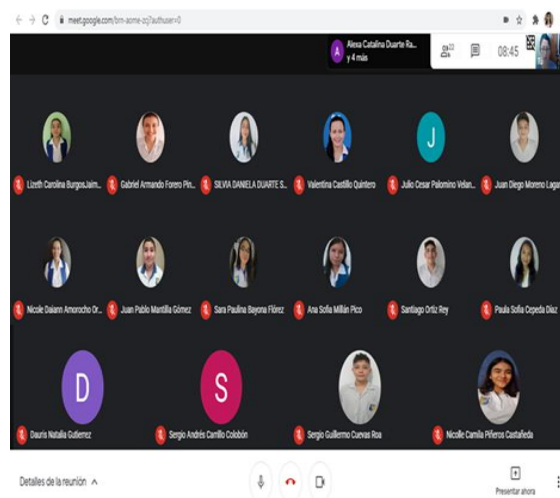 meet.google.com/brn-aome-zcj?authuser=0
A Alexa Catalina Duarte Ra...
y 4 más
22
08:45
J
Lizeth Carolina BurgosJaim...
Gabriel Armando Forero Pin...
SILVIA DANIELA DUARTE S...
Valentina Castillo Quintero
Julio Cesar Palomino Velan...
Juan Diego Moreno Lagar
Nicole Daiann Amorocho Or...
Juan Pablo Mantilla Gómez
Sara Paulina Bayona Flórez
Ana Sofía Millán Pico
Santiago Ortiz Rey
Paula Sofia Cepeda Díaz
D
S
Dauris Natalia Gutierrez
Sergio Andrés Carrillo Colobón
Sergio Guillermo Cuevas Roa
Nicolle Camila Piñeros Castañeda
Detalles de la reunión
Presentar ahora